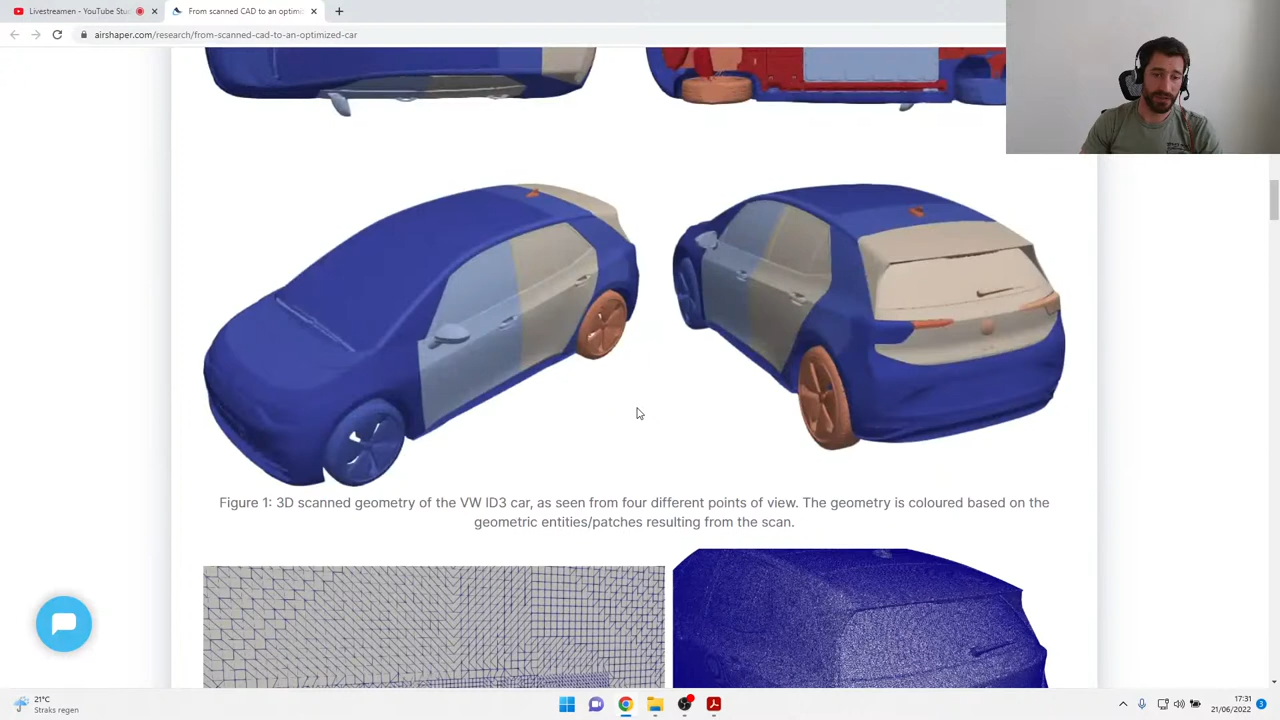 Livestreamen - YouTube Stu
From scanned CAD to an optimiz
airshaper.com/research/from-scanned-cad-to-an-optimized-car
Figure 1: 3D scanned geometry of the VW ID3 car, as seen from four different points of view. The geometry is coloured based on the
geometric entities/patches resulting from the scan.
21°C
Straks regen
17:31
21/06/2022
3